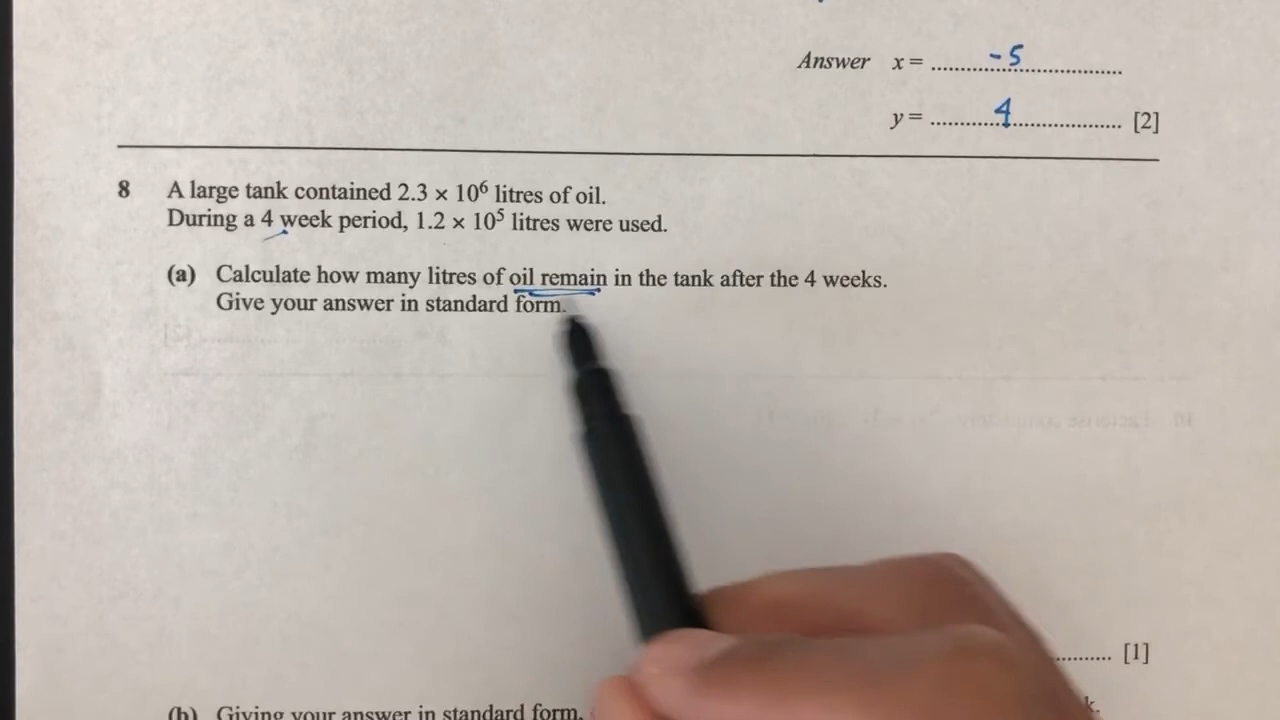 Answer x = -5
y = 4 [2]
8 A large tank contained 2.3 × 10⁶ litres of oil.
During a 4 week period, 1.2 × 10⁵ litres were used.
(a) Calculate how many litres of oil remain in the tank after the 4 weeks.
Give your answer in standard form.
[1]
(b) Giving your answer in standard form, k.